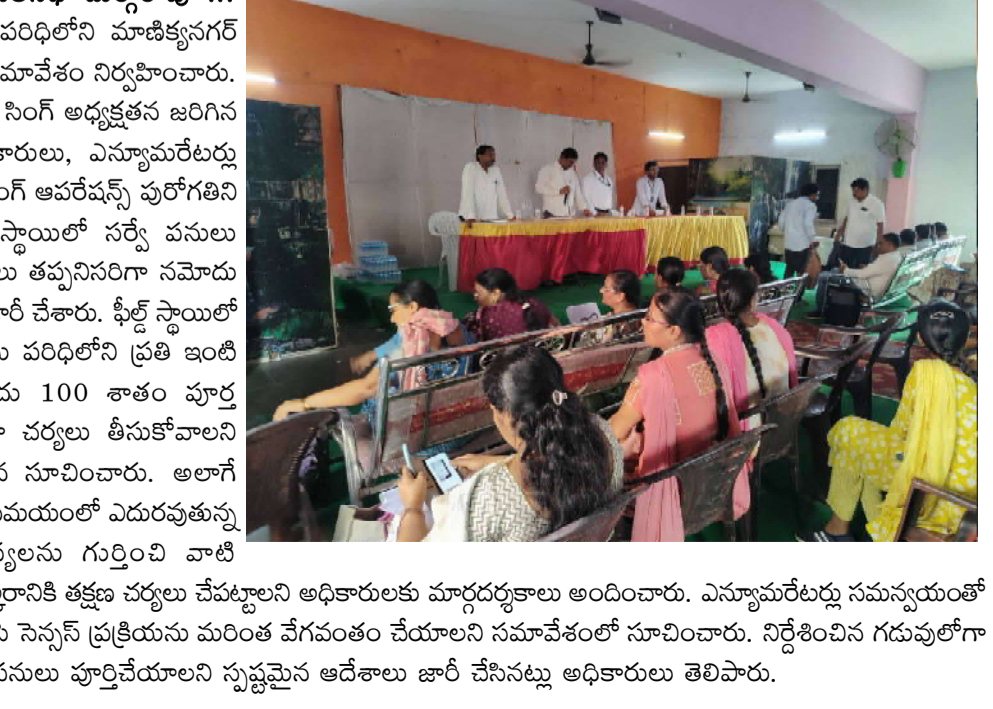 పరిధిలోని మాణిక్యనగర్
మావేశం నిర్వహించారు.
సింగ్ అధ్యక్షతన జరిగిన
కారులు, ఎన్యూమరేటర్లు
ంగ్ ఆపరేషన్స్ పురోగతిని
స్థాయిలో సర్వే పనులు
లు తప్పనిసరిగా నమోదు
ారీ చేశారు. ఫీల్డ్ స్థాయిలో
పరిధిలోని ప్రతి ఇంటి
దు 100 శాతం పూర్త
చర్యలు తీసుకోవాలని
సూచించారు. అలాగే
సమయంలో ఎదురవుతున్న
్యలను గుర్తించి వాటి
రానికి తక్షణ చర్యలు చేపట్టాలని అధికారులకు మార్గదర్శకాలు అందించారు. ఎన్యూమరేటర్లు సమన్వయంతో
సెన్సస్ ప్రక్రియను మరింత వేగవంతం చేయాలని సమావేశంలో సూచించారు. నిర్దేశించిన గడువులోగా
పనులు పూర్తిచేయాలని స్పష్టమైన ఆదేశాలు జారీ చేసినట్లు అధికారులు తెలిపారు.